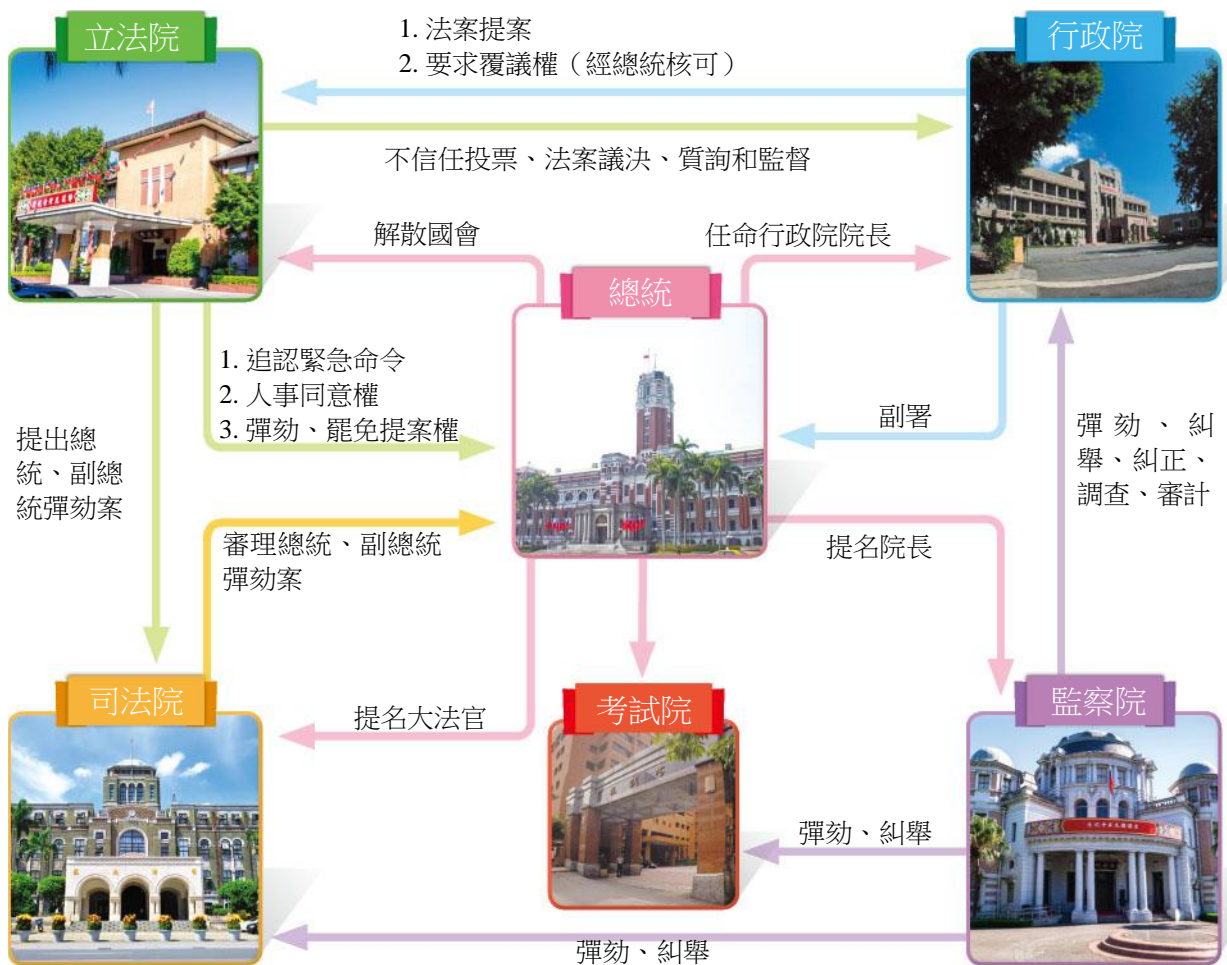 立法院
1. 法案提案
2. 要求覆議權（經總統核可）
行政院
不信任投票、法案議決、質詢和監督
解散國會
任命行政院院長
總統
1. 追認緊急命令
2. 人事同意權
3. 彈劾、罷免提案權
副署
提出總
統、副總
統彈劾案
彈劾、糾
舉、糾正、
調查、審計
審理總統、副總統
彈劾案
提名院長
司法院
提名大法官
考試院
監察院
彈劾、糾舉
彈劾、糾舉